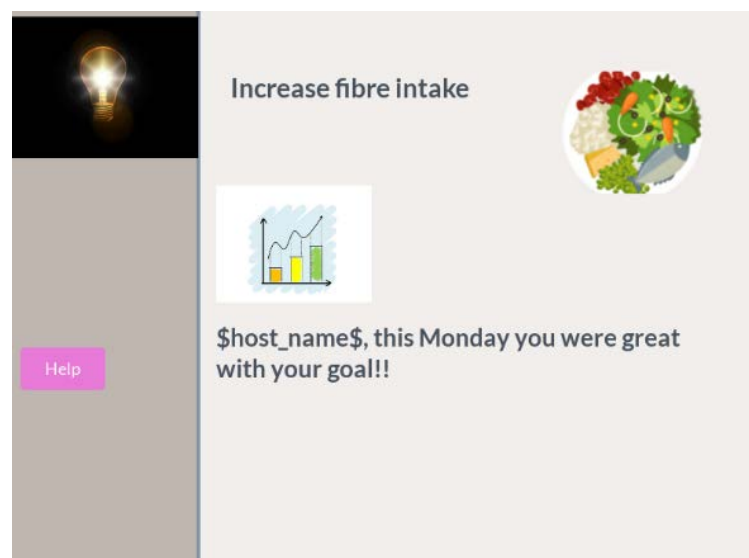 Increase fibre intake
$host_name$, this Monday you were great
with your goal!!
Help